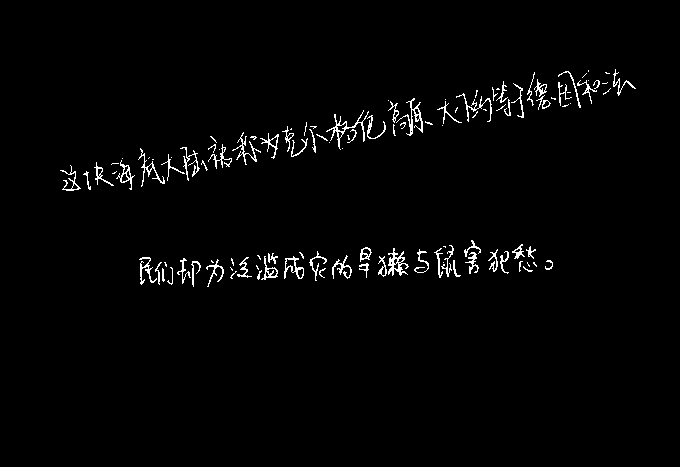 这块海底大陆被称为克尔格伦高原大小约等于德国和法
民们却为泛滥成灾的旱獭与鼠害犯愁。